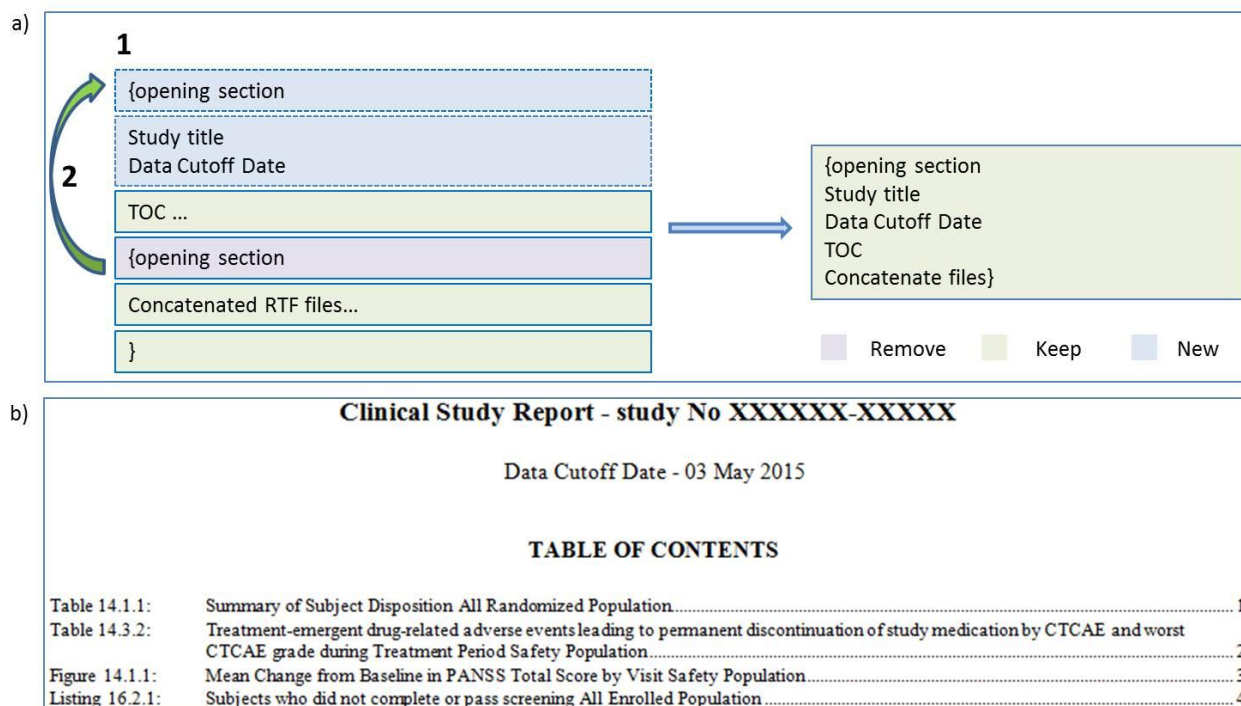 a)
1
{opening section
Study title
Data Cutoff Date
2
TOC ...
{opening section
Concatenated RTF files...
}
{opening section
Study title
Data Cutoff Date
TOC
Concatenate files}
Remove Keep New
b)
Clinical Study Report - study No XXXXXX-XXXXX
Data Cutoff Date - 03 May 2015
TABLE OF CONTENTS
Table 14.1.1: Summary of Subject Disposition All Randomized Population 1
Table 14.3.2: Treatment-emergent drug-related adverse events leading to permanent discontinuation of study medication by CTCAE and worst
CTCAE grade during Treatment Period Safety Population 2
Figure 14.1.1: Mean Change from Baseline in PANSS Total Score by Visit Safety Population 3
Listing 16.2.1: Subjects who did not complete or pass screening All Enrolled Population 4